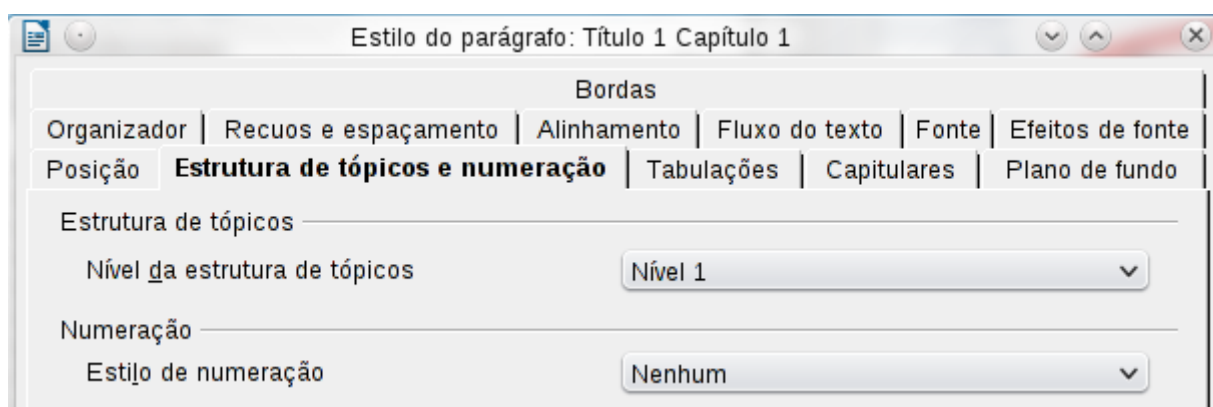 Estilo do parágrafo: Título 1 Capítulo 1
Bordas
Organizador Recuos e espaçamento Alinhamento Fluxo do texto Fonte Efeitos de fonte
Posição Estrutura de tópicos e numeração Tabulações Capitulares Plano de fundo
Estrutura de tópicos
Nível da estrutura de tópicos Nível 1
Numeração
Estilo de numeração Nenhum